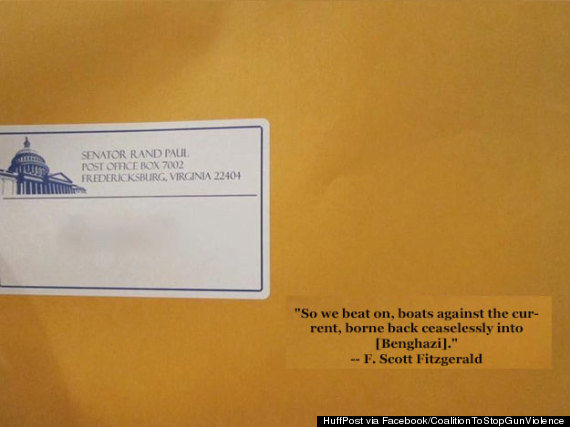 SENATOR RAND PAUL
POST OFFICE BOX 7002
FREDERICKSBURG, VIRGINIA 22404
"So we beat on, boats against the cur-
rent, borne back ceaselessly into
[Benghazi]."
-- F. Scott Fitzgerald
HuffPost via Facebook/CoalitionToStopGunViolence